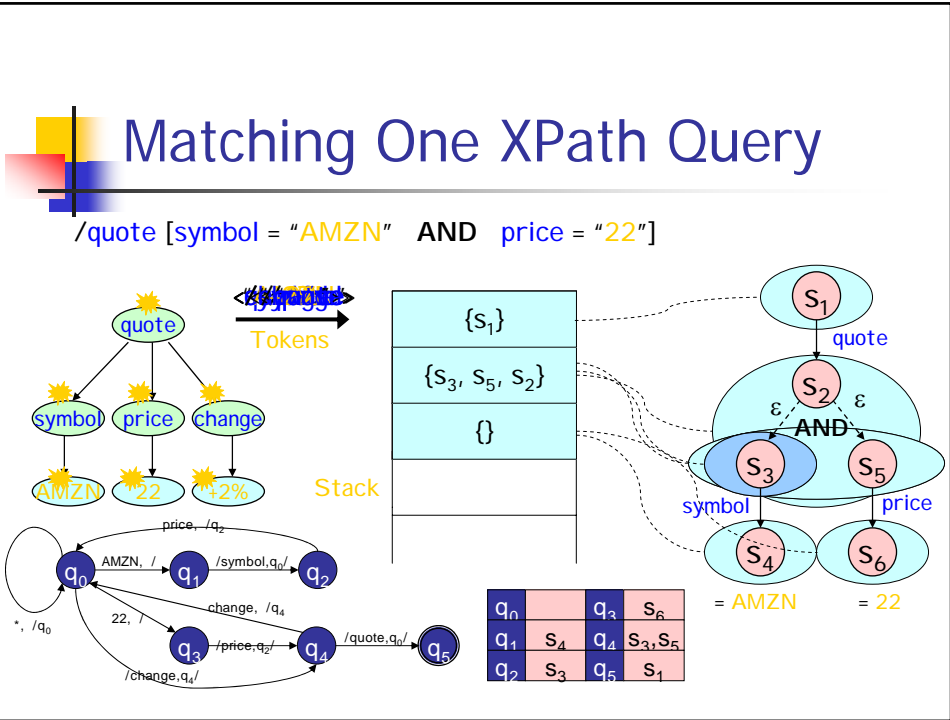 Matching One XPath Query
/quote [symbol = “AMZN” AND price = “22”]
quote
symbol price change
AMZN 22 +2%
Tokens
Stack
{s1}
{s3, s5, s2}
{}
s1
quote
s2
ε ε
AND
s3 s5
symbol price
s4 s6
= AMZN = 22
price, /q2
q0 AMZN, / q1 /symbol,q0/ q2
*, /q0
22, /
change, /q4
q3 /price,q2/ q4 /quote,q0/ q5
/change,q4/
q0 q3 s6
q1 s4 q4 s3,s5
q2 s3 q5 s1